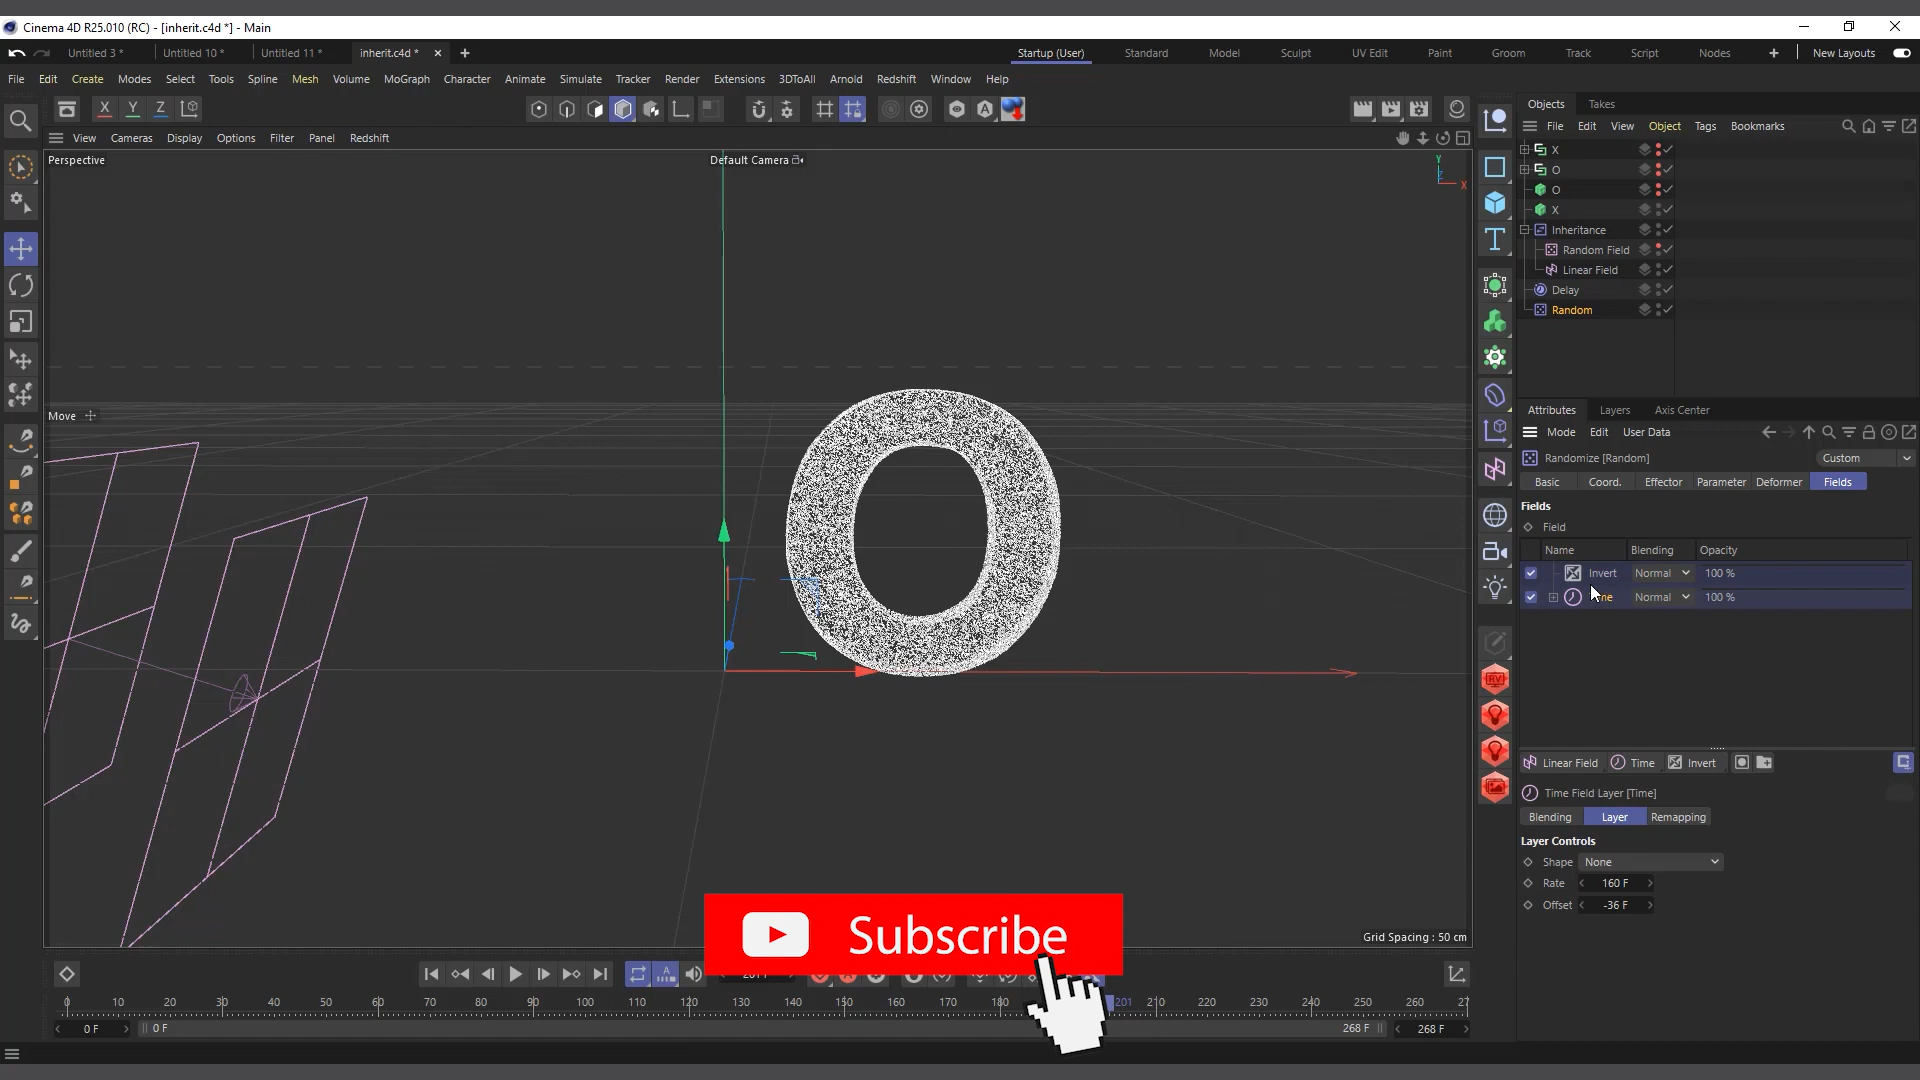 Cinema 4D R25.010 (RC) - [inherit.c4d *] - Main
Untitled 3 * Untitled 10 * Untitled 11 * inherit.c4d * Startup (User) Standard Model Sculpt UV Edit Paint Groom Track Script Nodes New Layouts
File Edit Create Modes Select Tools Spline Mesh Volume MoGraph Character Animate Simulate Tracker Render Extensions 3DToAll Arnold Redshift Window Help
X Y Z
Objects Takes
File Edit View Object Tags Bookmarks
View Cameras Display Options Filter Panel Redshift
Perspective
Default Camera
Y
Z
X
X
O
O
X
Inheritance
Random Field
Linear Field
Delay
Random
Move
Attributes Layers Axis Center
Mode Edit User Data
Randomize [Random] Custom
Basic Coord. Effector Parameter Deformer Fields
Fields
Field
Name Blending Opacity
Invert Normal 100 %
Normal 100 %
Linear Field Time Invert
Time Field Layer [Time]
Blending Layer Remapping
Layer Controls
Shape None
Rate 160 F
Offset -36 F
O
RV
Subscribe
Grid Spacing : 50 cm
0 10 20 30 40 50 60 70 80 90 100 110 120 130 140 150 160 170 180 201 210 220 230 240 250 260 27
0 F 0 F 268 F 268 F